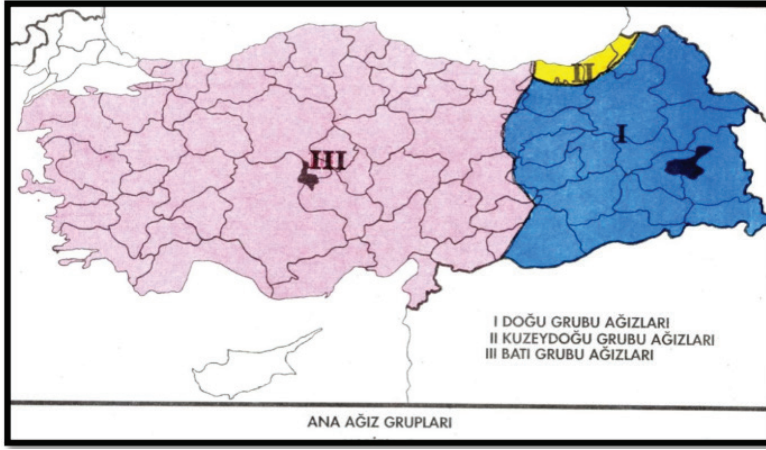 II
I
III
I DOĞU GRUBU AĞIZLARI
II KUZEYDOĞU GRUBU AĞIZLARI
III BATI GRUBU AĞIZLARI
ANA AĞIZ GRUPLARI